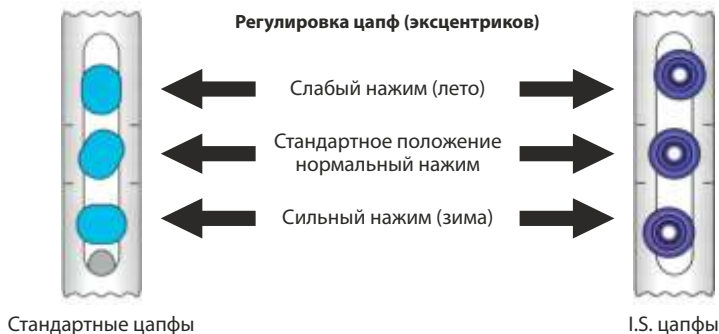 Регулировка цапф (эксцентриков)
Слабый нажим (лето)
Стандартное положение
нормальный нажим
Сильный нажим (зима)
Стандартные цапфы
I.S. цапфы